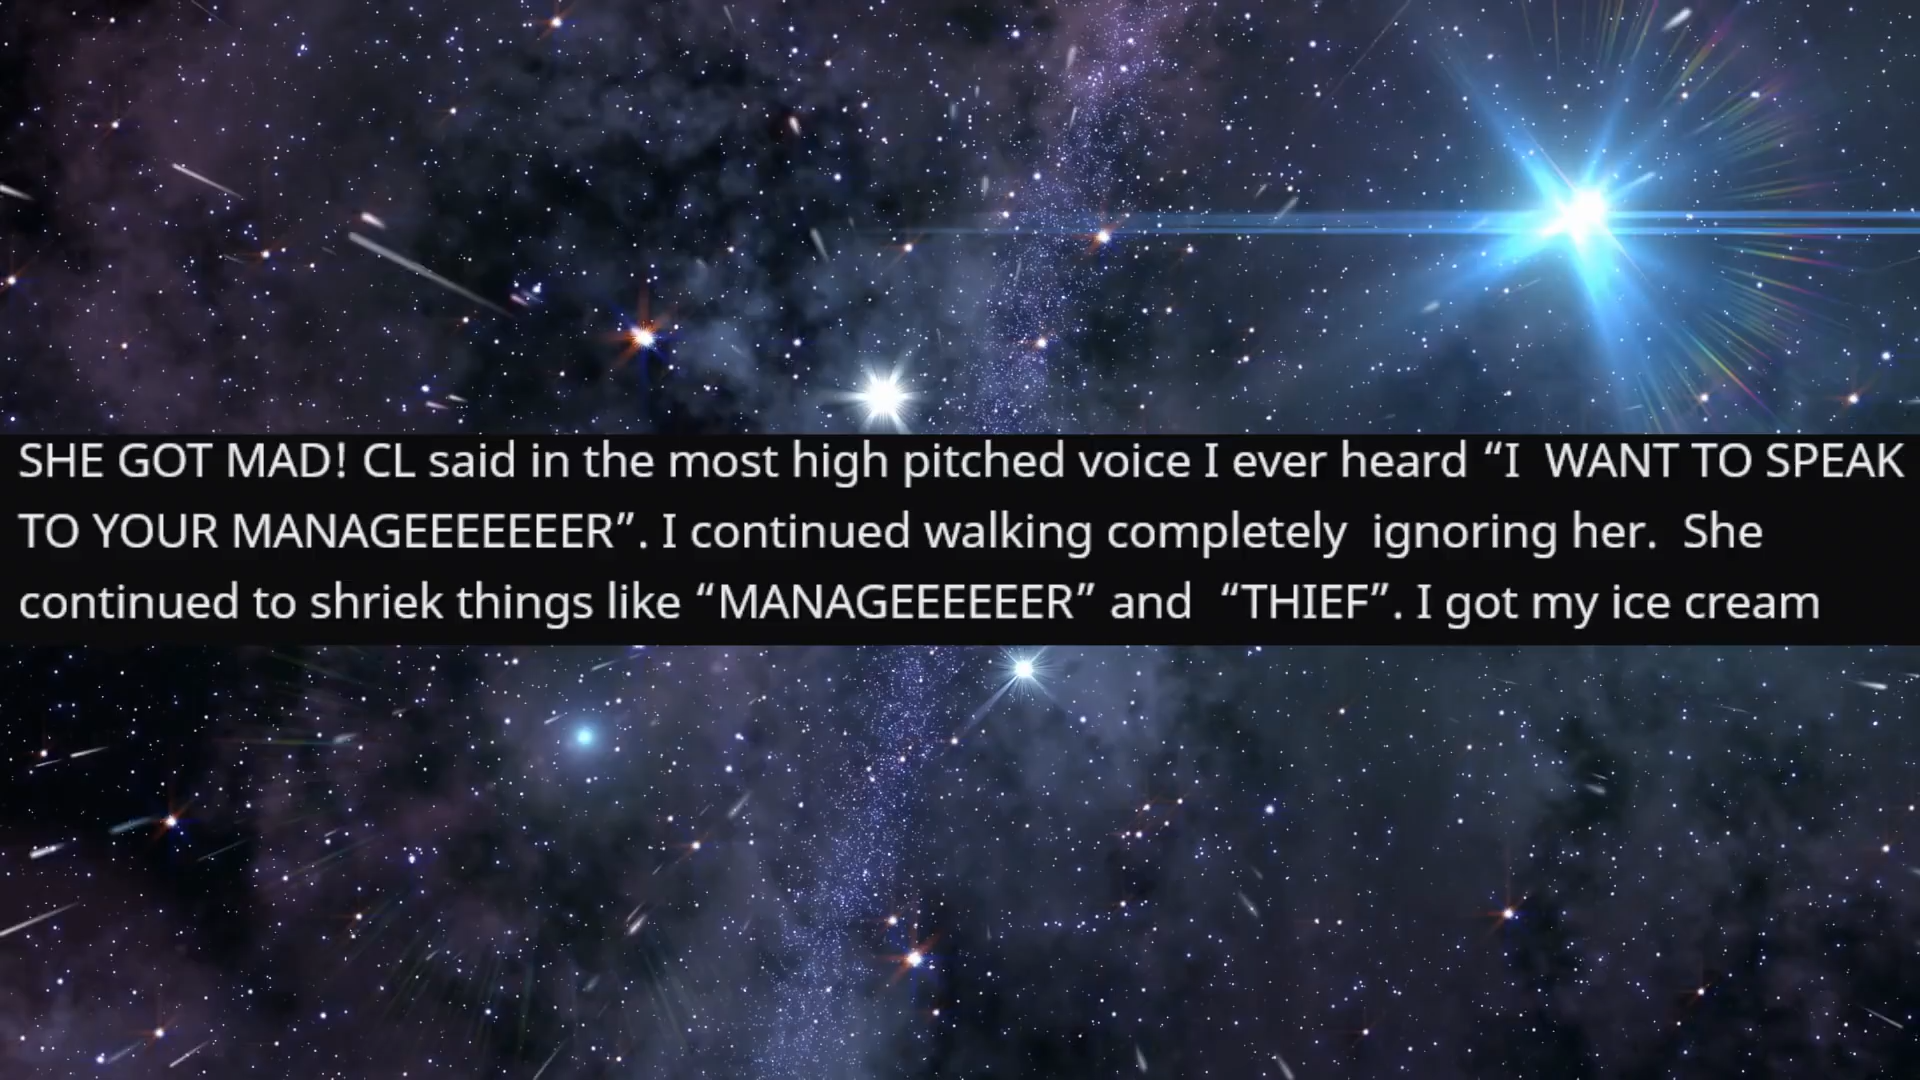 SHE GOT MAD! CL said in the most high pitched voice I ever heard “I  WANT TO SPEAK
TO YOUR MANAGEEEEEEER”. I continued walking completely  ignoring her.  She
continued to shriek things like “MANAGEEEEEER” and  “THIEF”. I got my ice cream